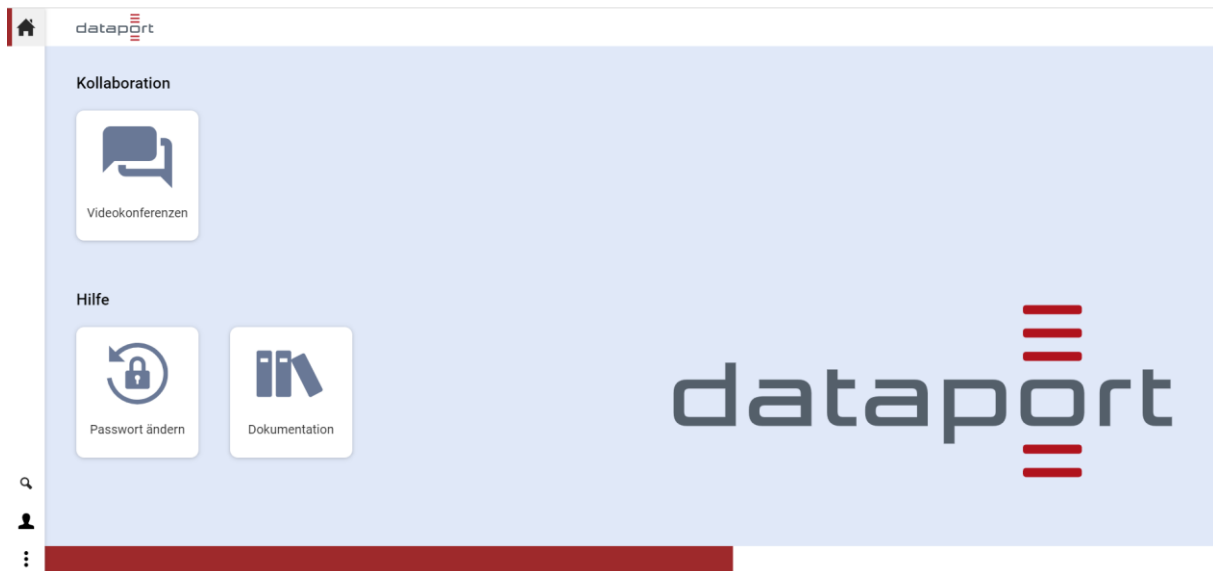 dataport
Kollaboration
Videokonferenzen
Hilfe
Passwort ändern
Dokumentation
dataport